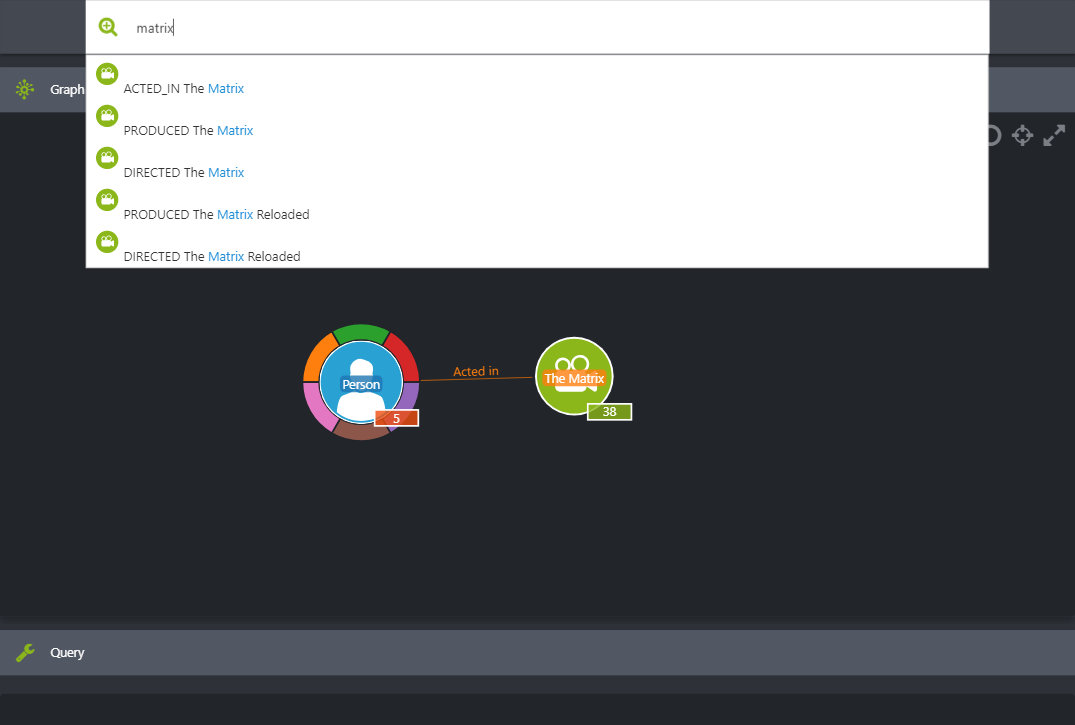 matrix
ACTED_IN The Matrix
PRODUCED The Matrix
DIRECTED The Matrix
PRODUCED The Matrix Reloaded
DIRECTED The Matrix Reloaded
Graph
Acted in
Person
The Matrix
5
38
Query